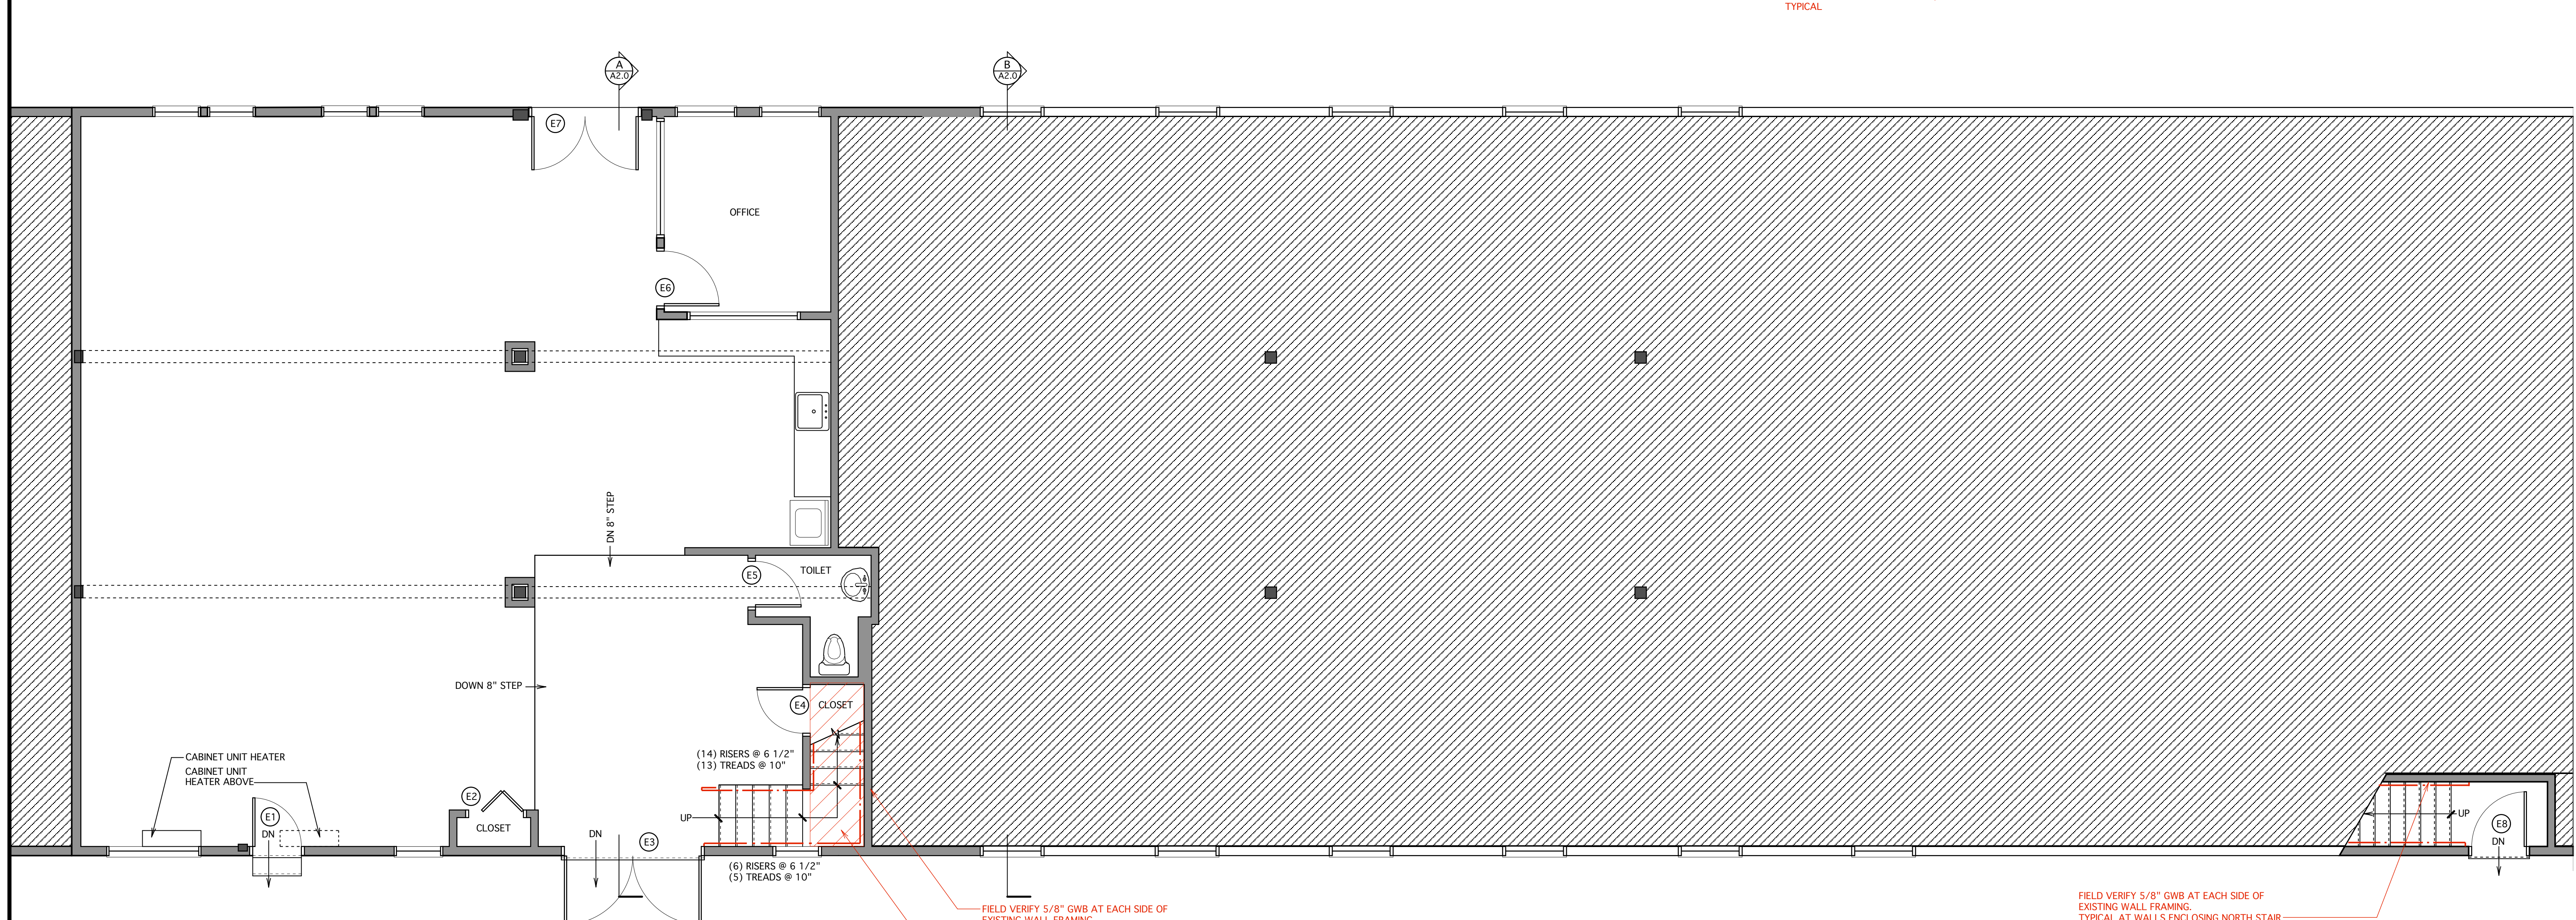 TYPICAL
A
A2.0
B
A2.0
E7
OFFICE
E6
DN 8" STEP
E5
TOILET
DOWN 8" STEP
E4
CLOSET
(14) RISERS @ 6 1/2"
(13) TREADS @ 10"
CABINET UNIT HEATER
CABINET UNIT
HEATER ABOVE
E1
DN
E2
CLOSET
UP
DN
E3
(6) RISERS @ 6 1/2"
(5) TREADS @ 10"
UP
E8
DN
FIELD VERIFY 5/8" GWB AT EACH SIDE OF
EXISTING WALL FRAMING
FIELD VERIFY 5/8" GWB AT EACH SIDE OF
EXISTING WALL FRAMING.
TYPICAL AT WALLS ENCLOSING NORTH STAIR